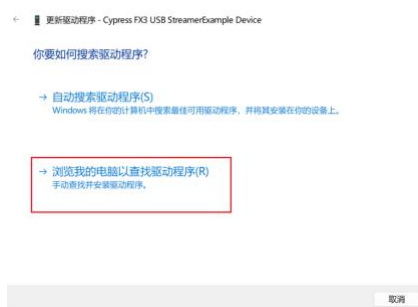 更新驱动程序 - Cypress FX3 USB StreamerExample Device
你要如何搜索驱动程序?
→ 自动搜索驱动程序(S)
Windows 将在你的计算机中搜索最佳可用驱动程序，并将其安装在你的设备上。
→ 浏览我的电脑以查找驱动程序(R)
手动查找并安装驱动程序。
取消